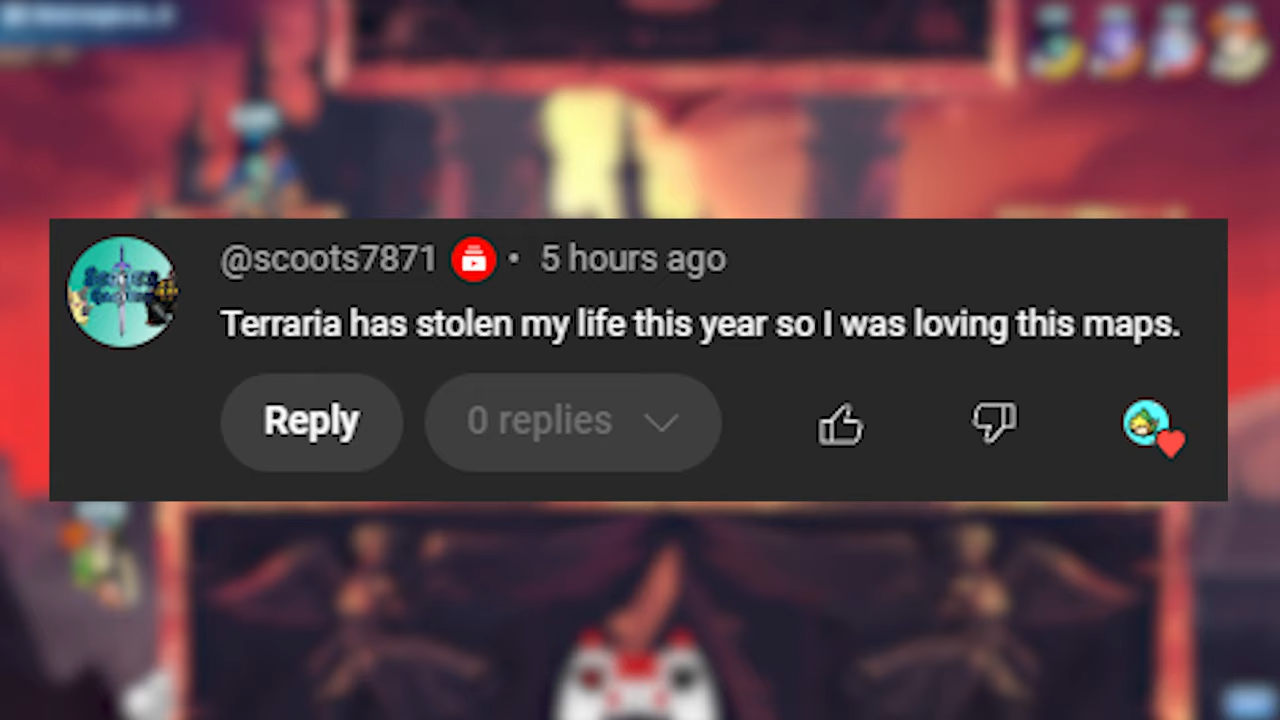 @scoots7871 • 5 hours ago
Terraria has stolen my life this year so I was loving this maps.
Reply 0 replies